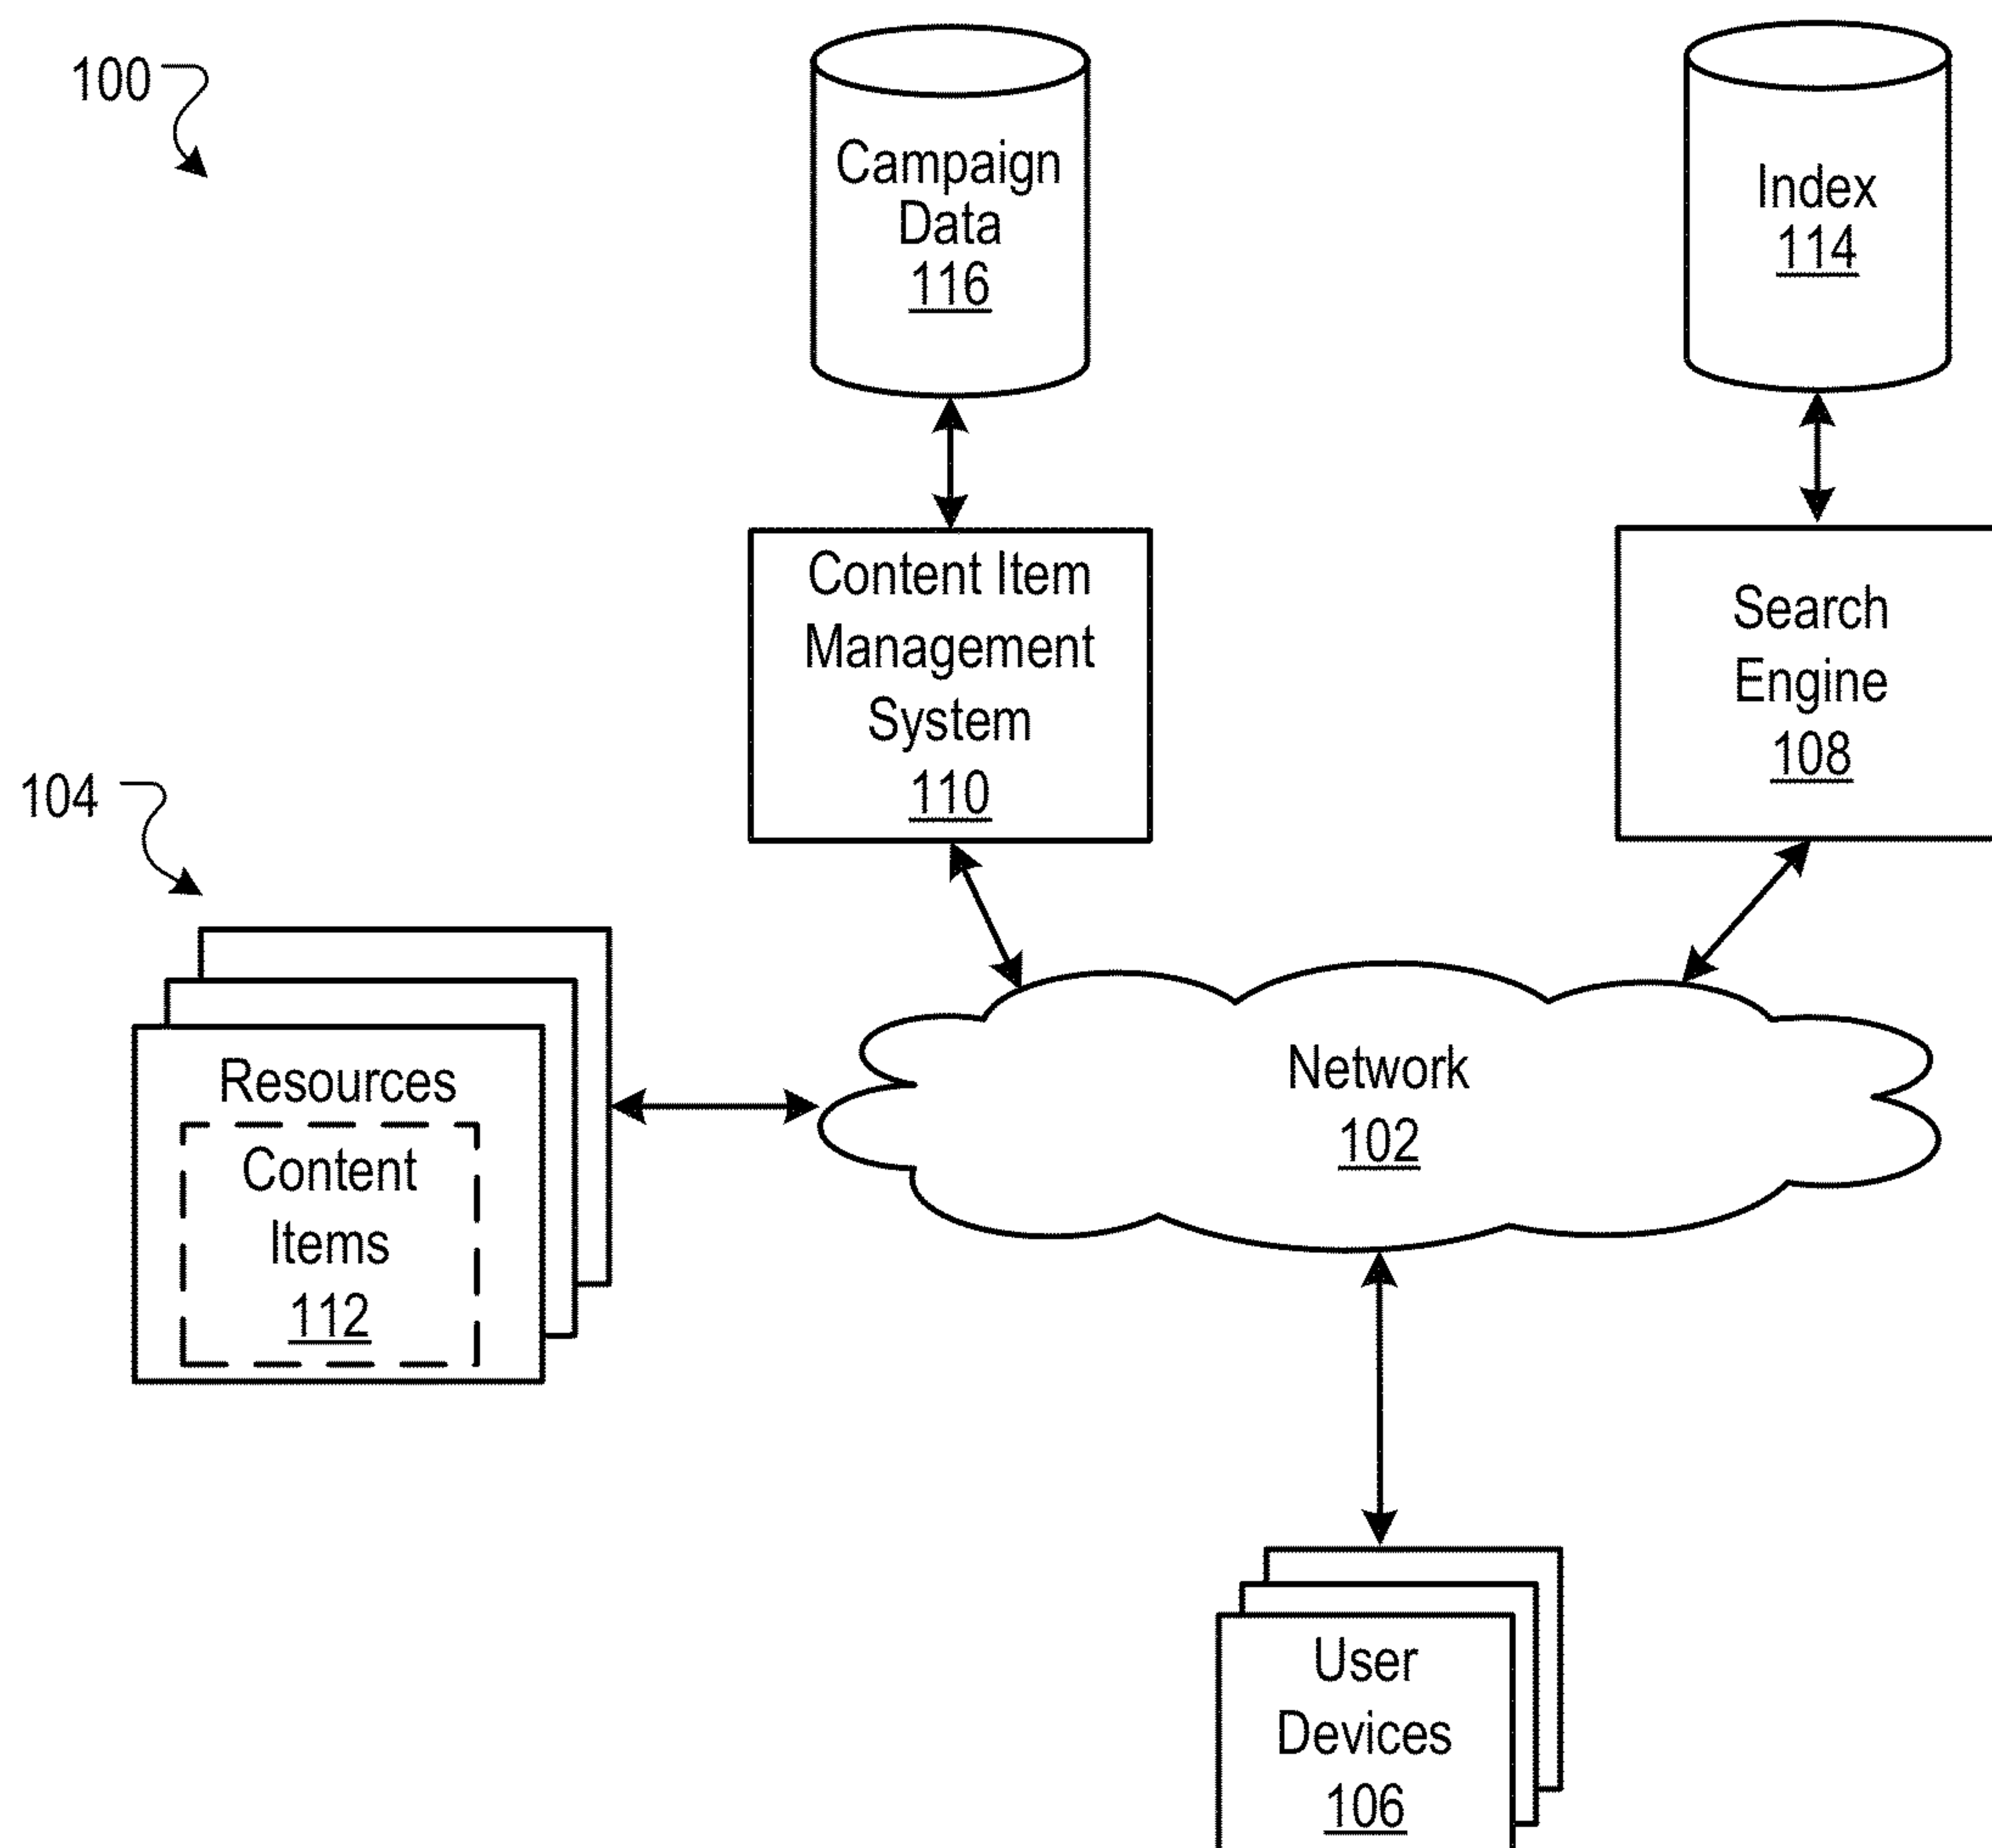 100
Campaign
Data
116
Index
114
Content Item
Management
System
110
Search
Engine
108
104
Resources
Content
Items
112
Network
102
User
Devices
106